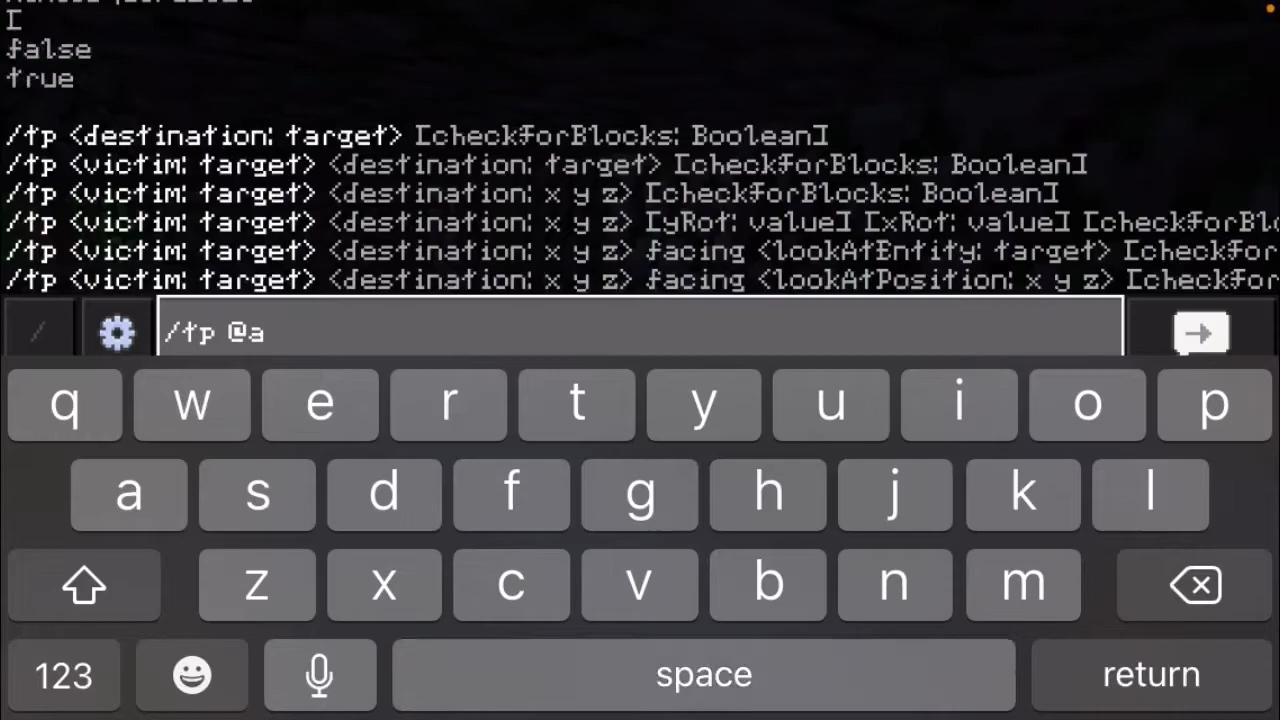 I
false
true
/tp <destination: target> [checkForBlocks: Boolean]
/tp <victim: target> <destination: target> [checkForBlocks: Boolean]
/tp <victim: target> <destination: x y z> [checkForBlocks: Boolean]
/tp <victim: target> <destination: x y z> [yRot: value] [xRot: value] [checkForBl
/tp <victim: target> <destination: x y z> facing <lookAtEntity: target> [checkFor
/tp <victim: target> <destination: x y z> facing <lookAtPosition: x y z> [checkFor
/ /tp @a
q w e r t y u i o p
a s d f g h j k l
z x c v b n m
123 space return